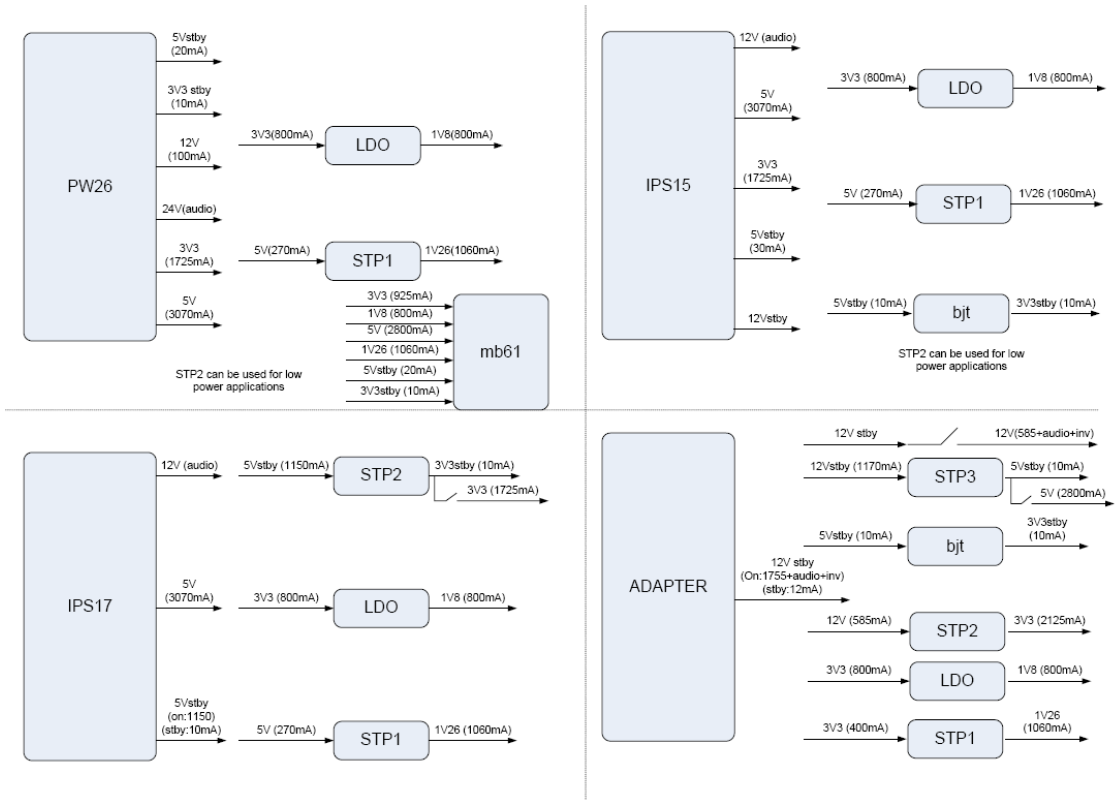 PW26
5Vstby
(20mA)
3V3 stby
(10mA)
12V
(100mA)
24V(audio)
3V3
(1725mA)
5V
(3070mA)
3V3(800mA)
LDO
1V8(800mA)
5V(270mA)
STP1
1V26(1060mA)
3V3 (925mA)
1V8 (800mA)
5V (2800mA)
1V26 (1060mA)
5Vstby (20mA)
3V3stby (10mA)
mb61
STP2 can be used for low
power applications
IPS15
12V (audio)
5V
(3070mA)
3V3
(1725mA)
5Vstby
(30mA)
12Vstby
3V3 (800mA)
LDO
1V8 (800mA)
5V (270mA)
STP1
1V26 (1060mA)
5Vstby (10mA)
bjt
3V3stby (10mA)
STP2 can be used for low
power applications
IPS17
12V (audio)
5V
(3070mA)
5Vstby
(on:1150)
(stby:10mA)
5Vstby (1150mA)
STP2
3V3stby (10mA)
3V3 (1725mA)
3V3 (800mA)
LDO
1V8 (800mA)
5V (270mA)
STP1
1V26 (1060mA)
ADAPTER
12V stby
(On:1755+audio+inv)
(stby:12mA)
12V stby
12V(585+audio+inv)
12Vstby (1170mA)
STP3
5Vstby (10mA)
5V (2800mA)
5Vstby (10mA)
bjt
3V3stby
(10mA)
12V (585mA)
STP2
3V3 (2125mA)
3V3 (800mA)
LDO
1V8 (800mA)
3V3 (400mA)
STP1
1V26
(1060mA)